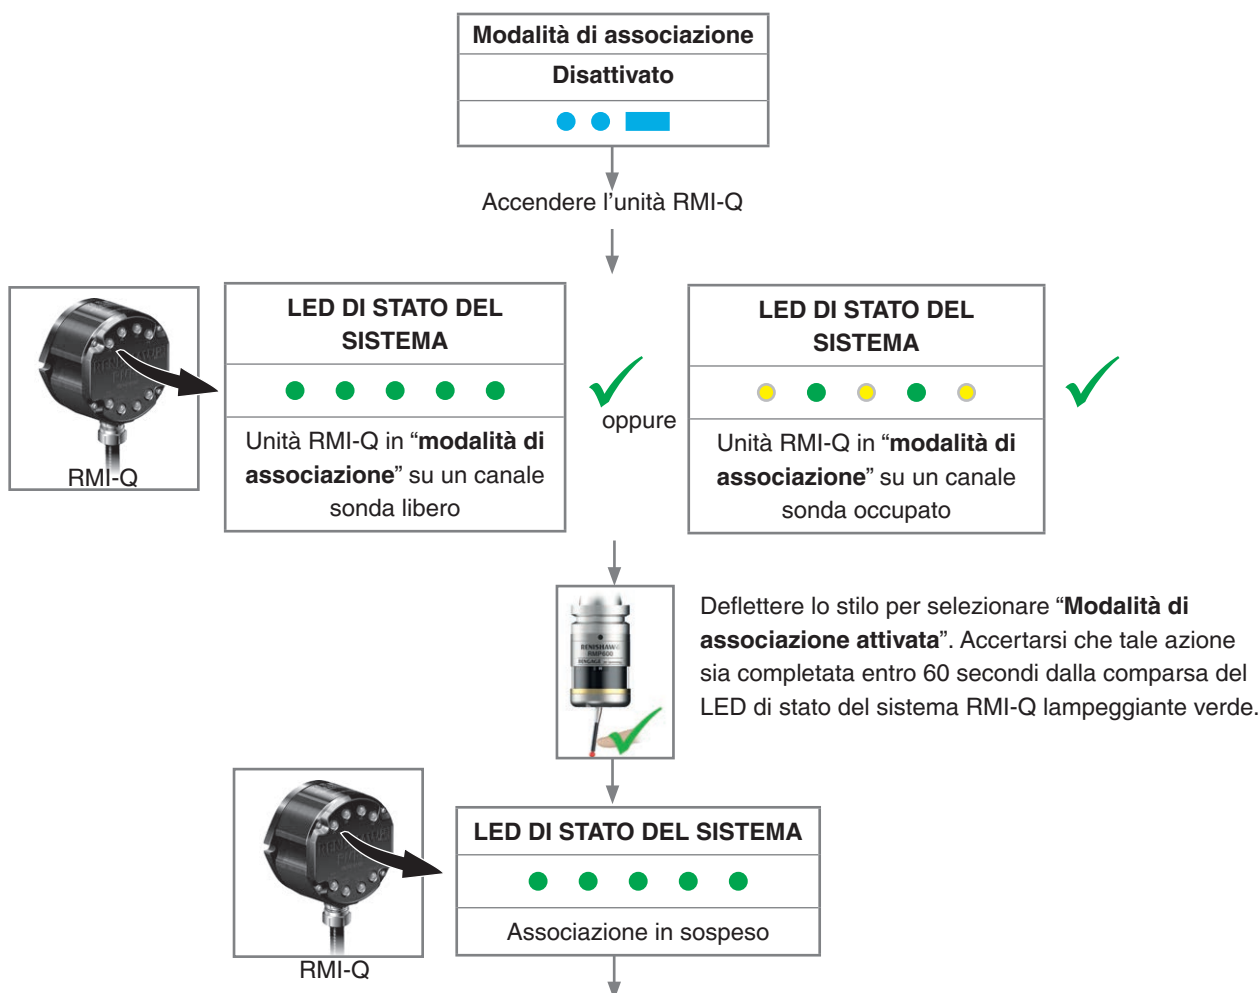 Modalità di associazione
Disattivato
Accendere l’unità RMI-Q
RMI-Q
LED DI STATO DEL
SISTEMA
Unità RMI-Q in “modalità di
associazione” su un canale
sonda libero
oppure
LED DI STATO DEL
SISTEMA
Unità RMI-Q in “modalità di
associazione” su un canale
sonda occupato
RENISHAW
RMP600
RENGAGE
Deflettere lo stilo per selezionare “Modalità di
associazione attivata”. Accertarsi che tale azione
sia completata entro 60 secondi dalla comparsa del
LED di stato del sistema RMI-Q lampeggiante verde.
RMI-Q
LED DI STATO DEL SISTEMA
Associazione in sospeso